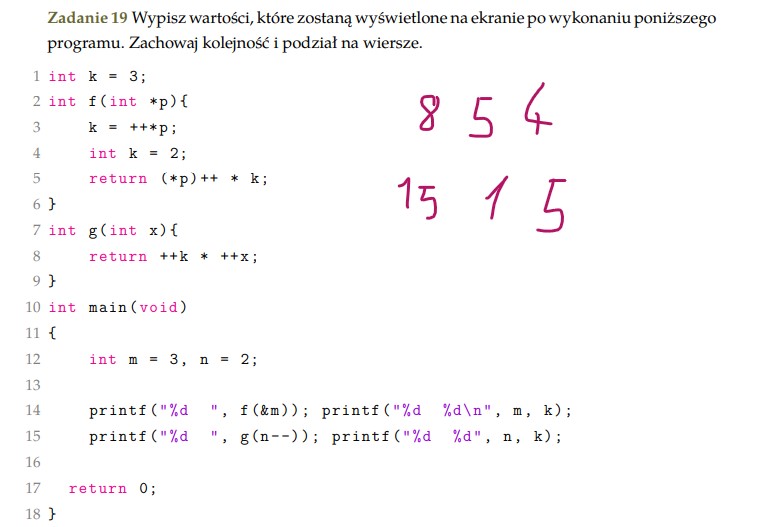 Zadanie 19 Wypisz wartości, które zostaną wyświetlone na ekranie po wykonaniu poniższego
programu. Zachowaj kolejność i podział na wiersze.
1 int k = 3;
2 int f(int *p){
3     k = ++*p;
4     int k = 2;
5     return (*p)++ * k;
6 }
7 int g(int x){
8     return ++k * ++x;
9 }
10 int main(void)
11 {
12     int m = 3, n = 2;
13
14     printf("%d  ", f(&m)); printf("%d  %d\n", m, k);
15     printf("%d  ", g(n--)); printf("%d  %d", n, k);
16
17   return 0;
18 }
8 5 4
15 1 5